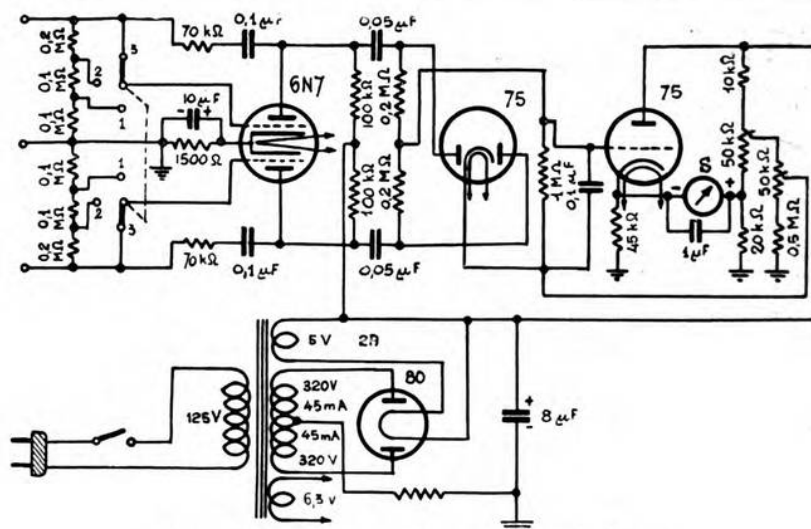 0,2 MΩ
0,1 MΩ
0,1 MΩ
0,1 MΩ
0,1 MΩ
0,2 MΩ
3
2
1
1
2
3
70 kΩ
0,1 µF
- 10 µF +
1500 Ω
6N7
70 kΩ
0,1 µF
0,05 µF
100 kΩ
0,2 MΩ
100 kΩ
0,2 MΩ
0,05 µF
75
1 MΩ
0,1 µF
75
45 kΩ
- +
1 µF
10 kΩ
50 kΩ
50 kΩ
20 kΩ
0,5 MΩ
125 V
5 V
320 V
45 mA
45 mA
320 V
6,3 V
80
+
8 µF
-